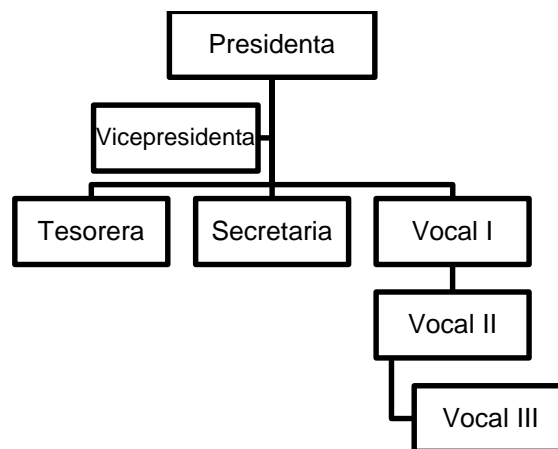 Presidenta
Vicepresidenta
Tesorera
Secretaria
Vocal I
Vocal II
Vocal III